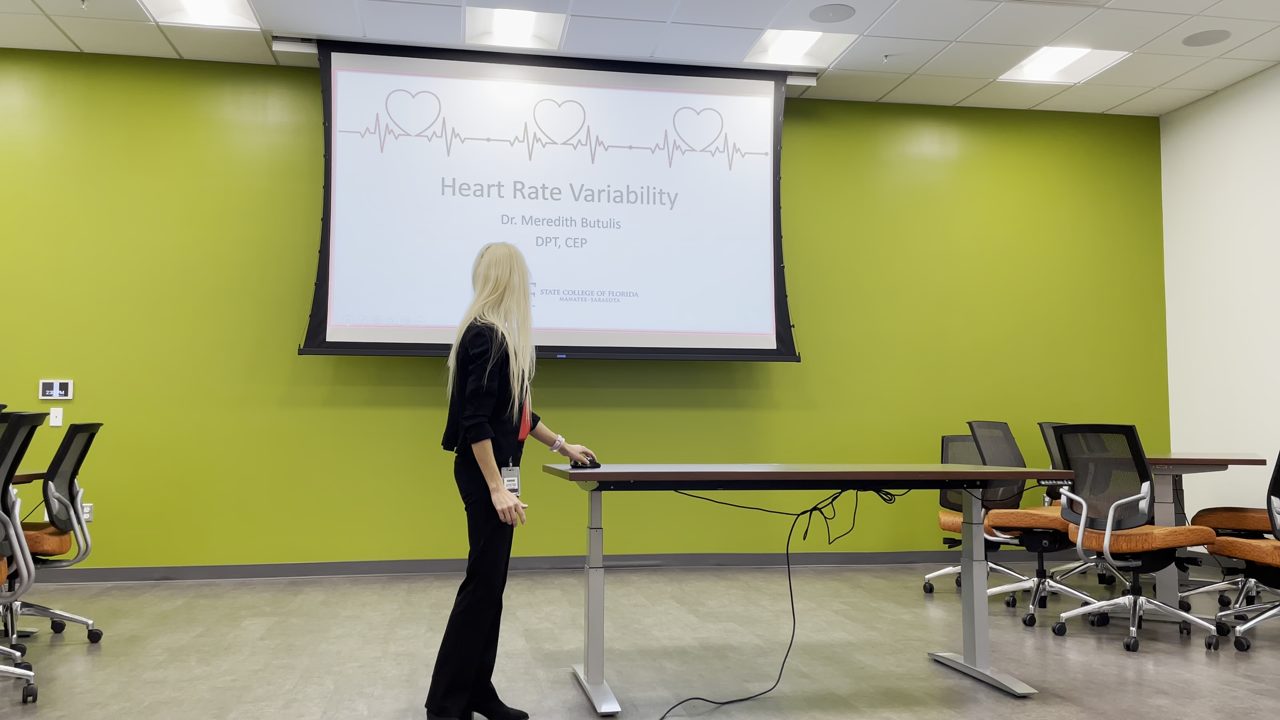 Heart Rate Variability
Dr. Meredith Butulis
DPT, CEP
STATE COLLEGE OF FLORIDA
MANATEE-SARASOTA